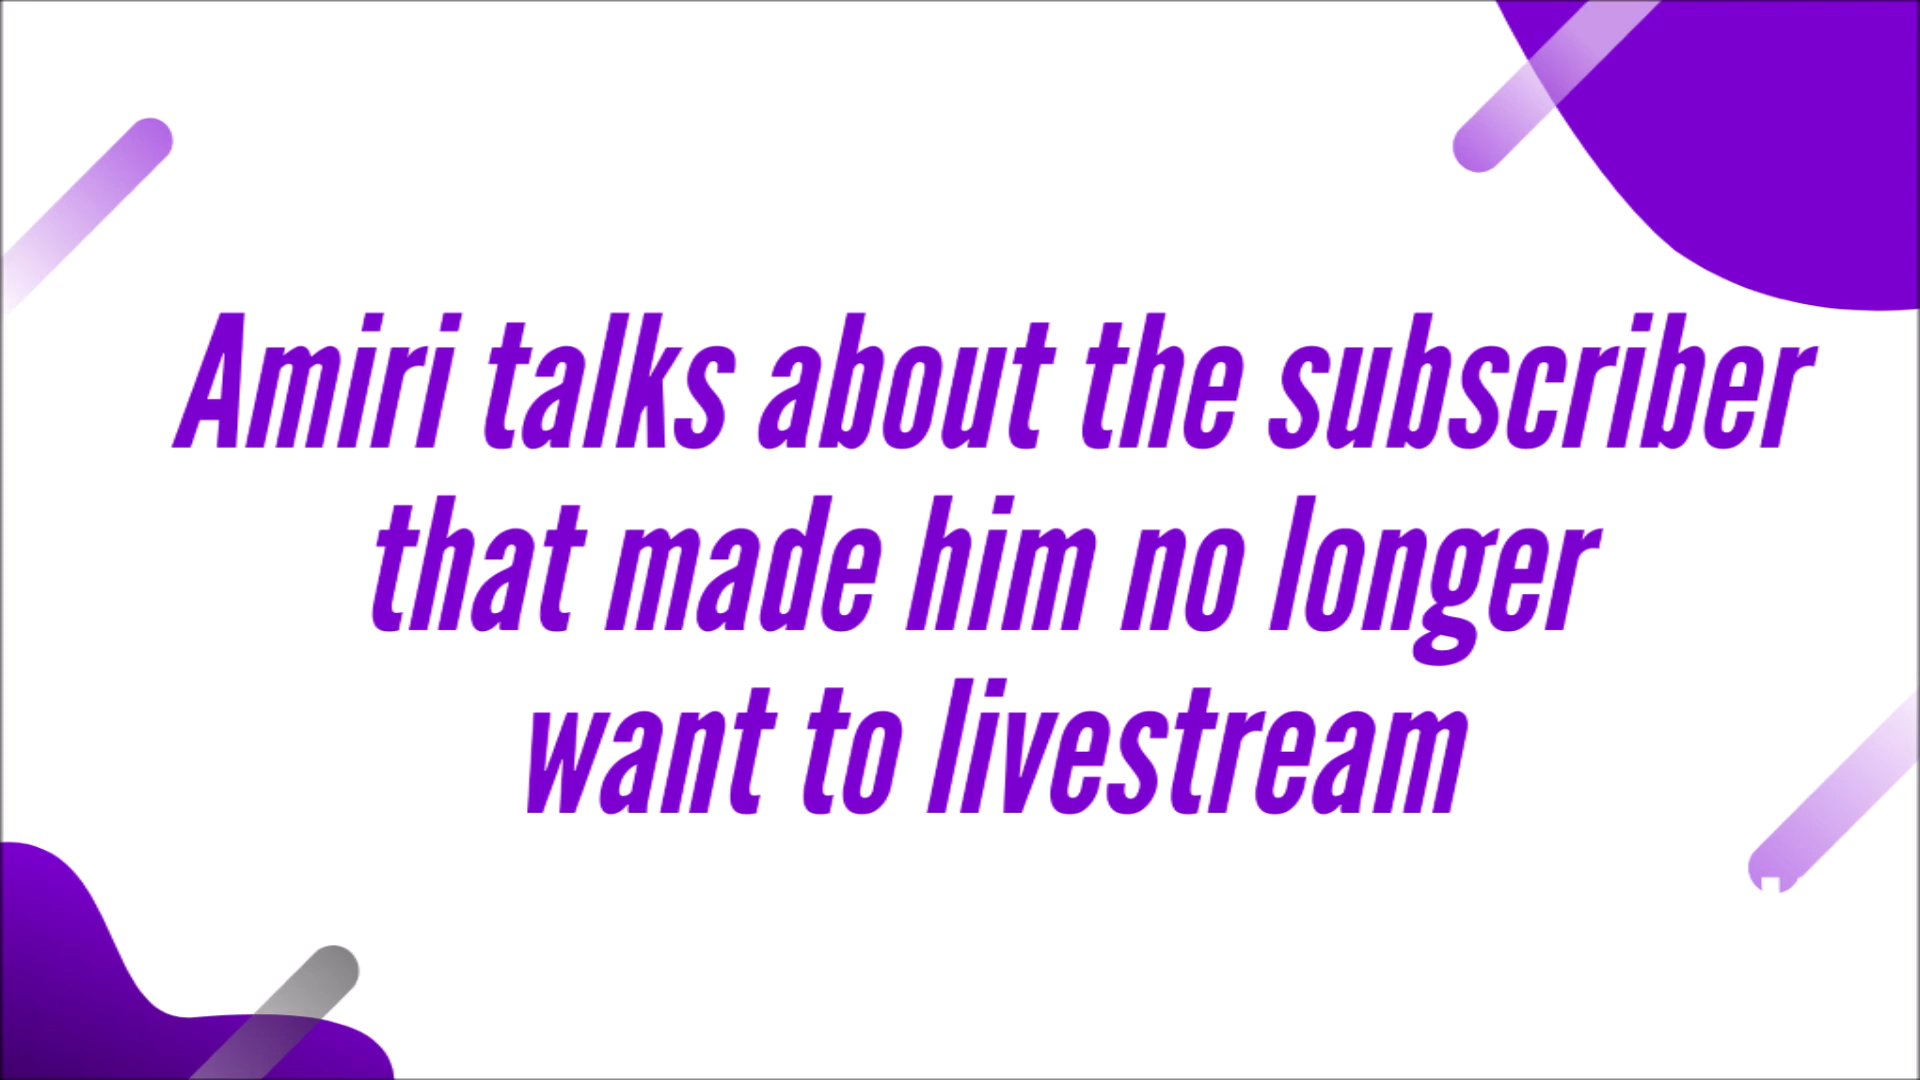 Amiri talks about the subscriber
that made him no longer
want to livestream